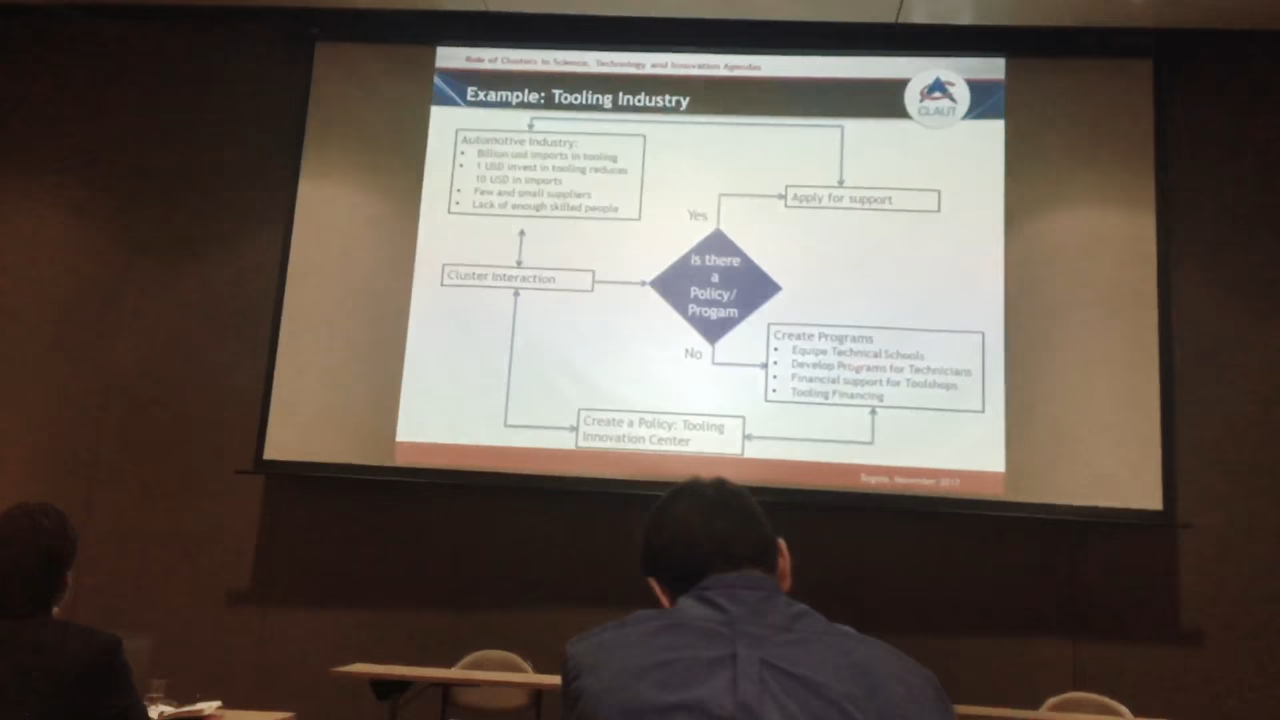 Role of Clusters in Science, Technology and Innovation Agendas
Example: Tooling Industry
CLAUT
Automotive Industry:
• Billion usd imports in tooling
• 1 USD invest in tooling reduces
10 USD in imports
• Few and small suppliers
• Lack of enough skilled people
Apply for support
Yes
Is there
a
Policy/
Progam
Cluster Interaction
No
Create Programs
• Equipe Technical Schools
• Develop Programs for Technicians
• Financial support for Toolshops
• Tooling Financing
Create a Policy: Tooling
Innovation Center
Bogota, November 2017